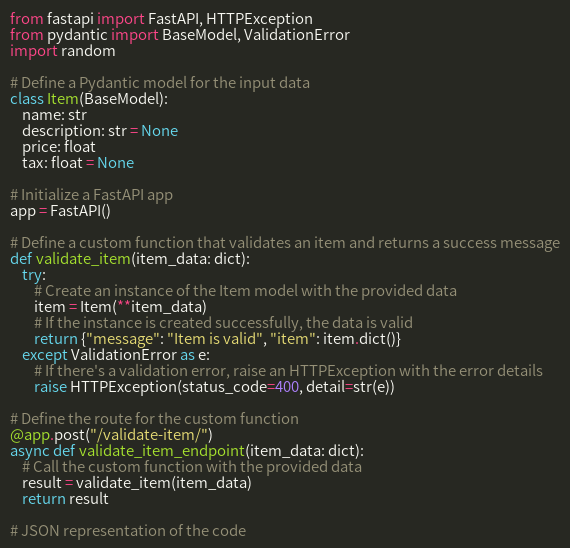 from fastapi import FastAPI, HTTPException
from pydantic import BaseModel, ValidationError
import random

# Define a Pydantic model for the input data
class Item(BaseModel):
    name: str
    description: str = None
    price: float
    tax: float = None

# Initialize a FastAPI app
app = FastAPI()

# Define a custom function that validates an item and returns a success message
def validate_item(item_data: dict):
    try:
        # Create an instance of the Item model with the provided data
        item = Item(**item_data)
        # If the instance is created successfully, the data is valid
        return {"message": "Item is valid", "item": item.dict()}
    except ValidationError as e:
        # If there's a validation error, raise an HTTPException with the error details
        raise HTTPException(status_code=400, detail=str(e))

# Define the route for the custom function
@app.post("/validate-item/")
async def validate_item_endpoint(item_data: dict):
    # Call the custom function with the provided data
    result = validate_item(item_data)
    return result

# JSON representation of the code